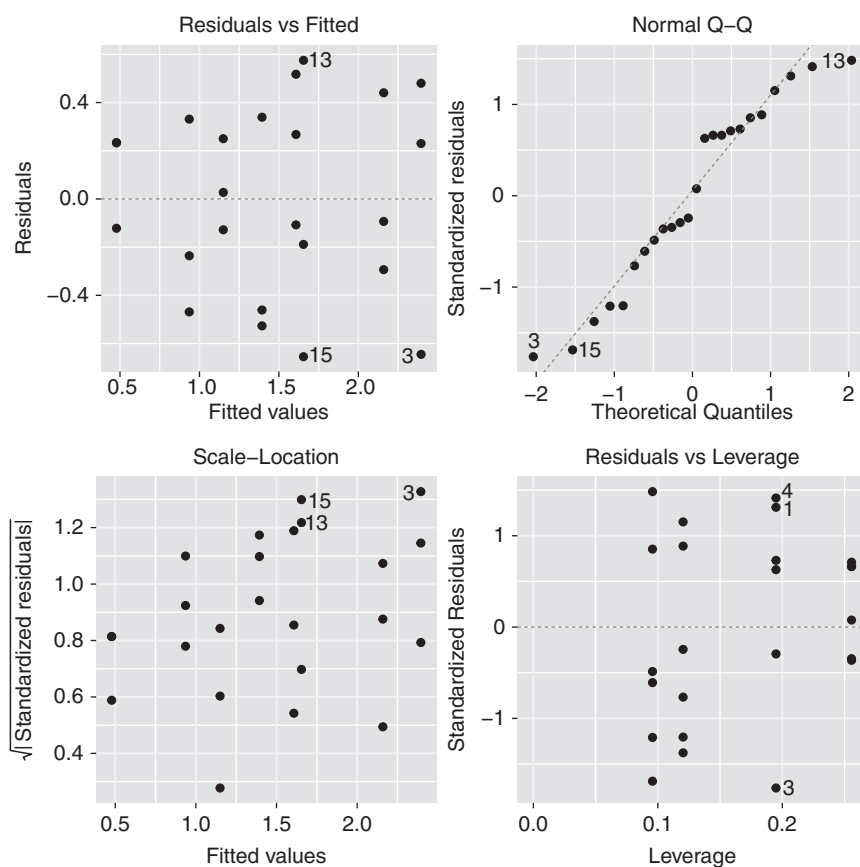 Residuals vs Fitted
13
0.4
0.0
−0.4
15
3
0.5 1.0 1.5 2.0
Fitted values
Residuals
Normal Q−Q
13
1
0
−1
3
15
−2 −1 0 1 2
Theoretical Quantiles
Standardized residuals
Scale−Location
3
15
13
1.2
1.0
0.8
0.6
0.4
0.5 1.0 1.5 2.0
Fitted values
√|Standardized residuals|
Residuals vs Leverage
4
1
1
0
−1
3
0.0 0.1 0.2
Leverage
Standardized Residuals